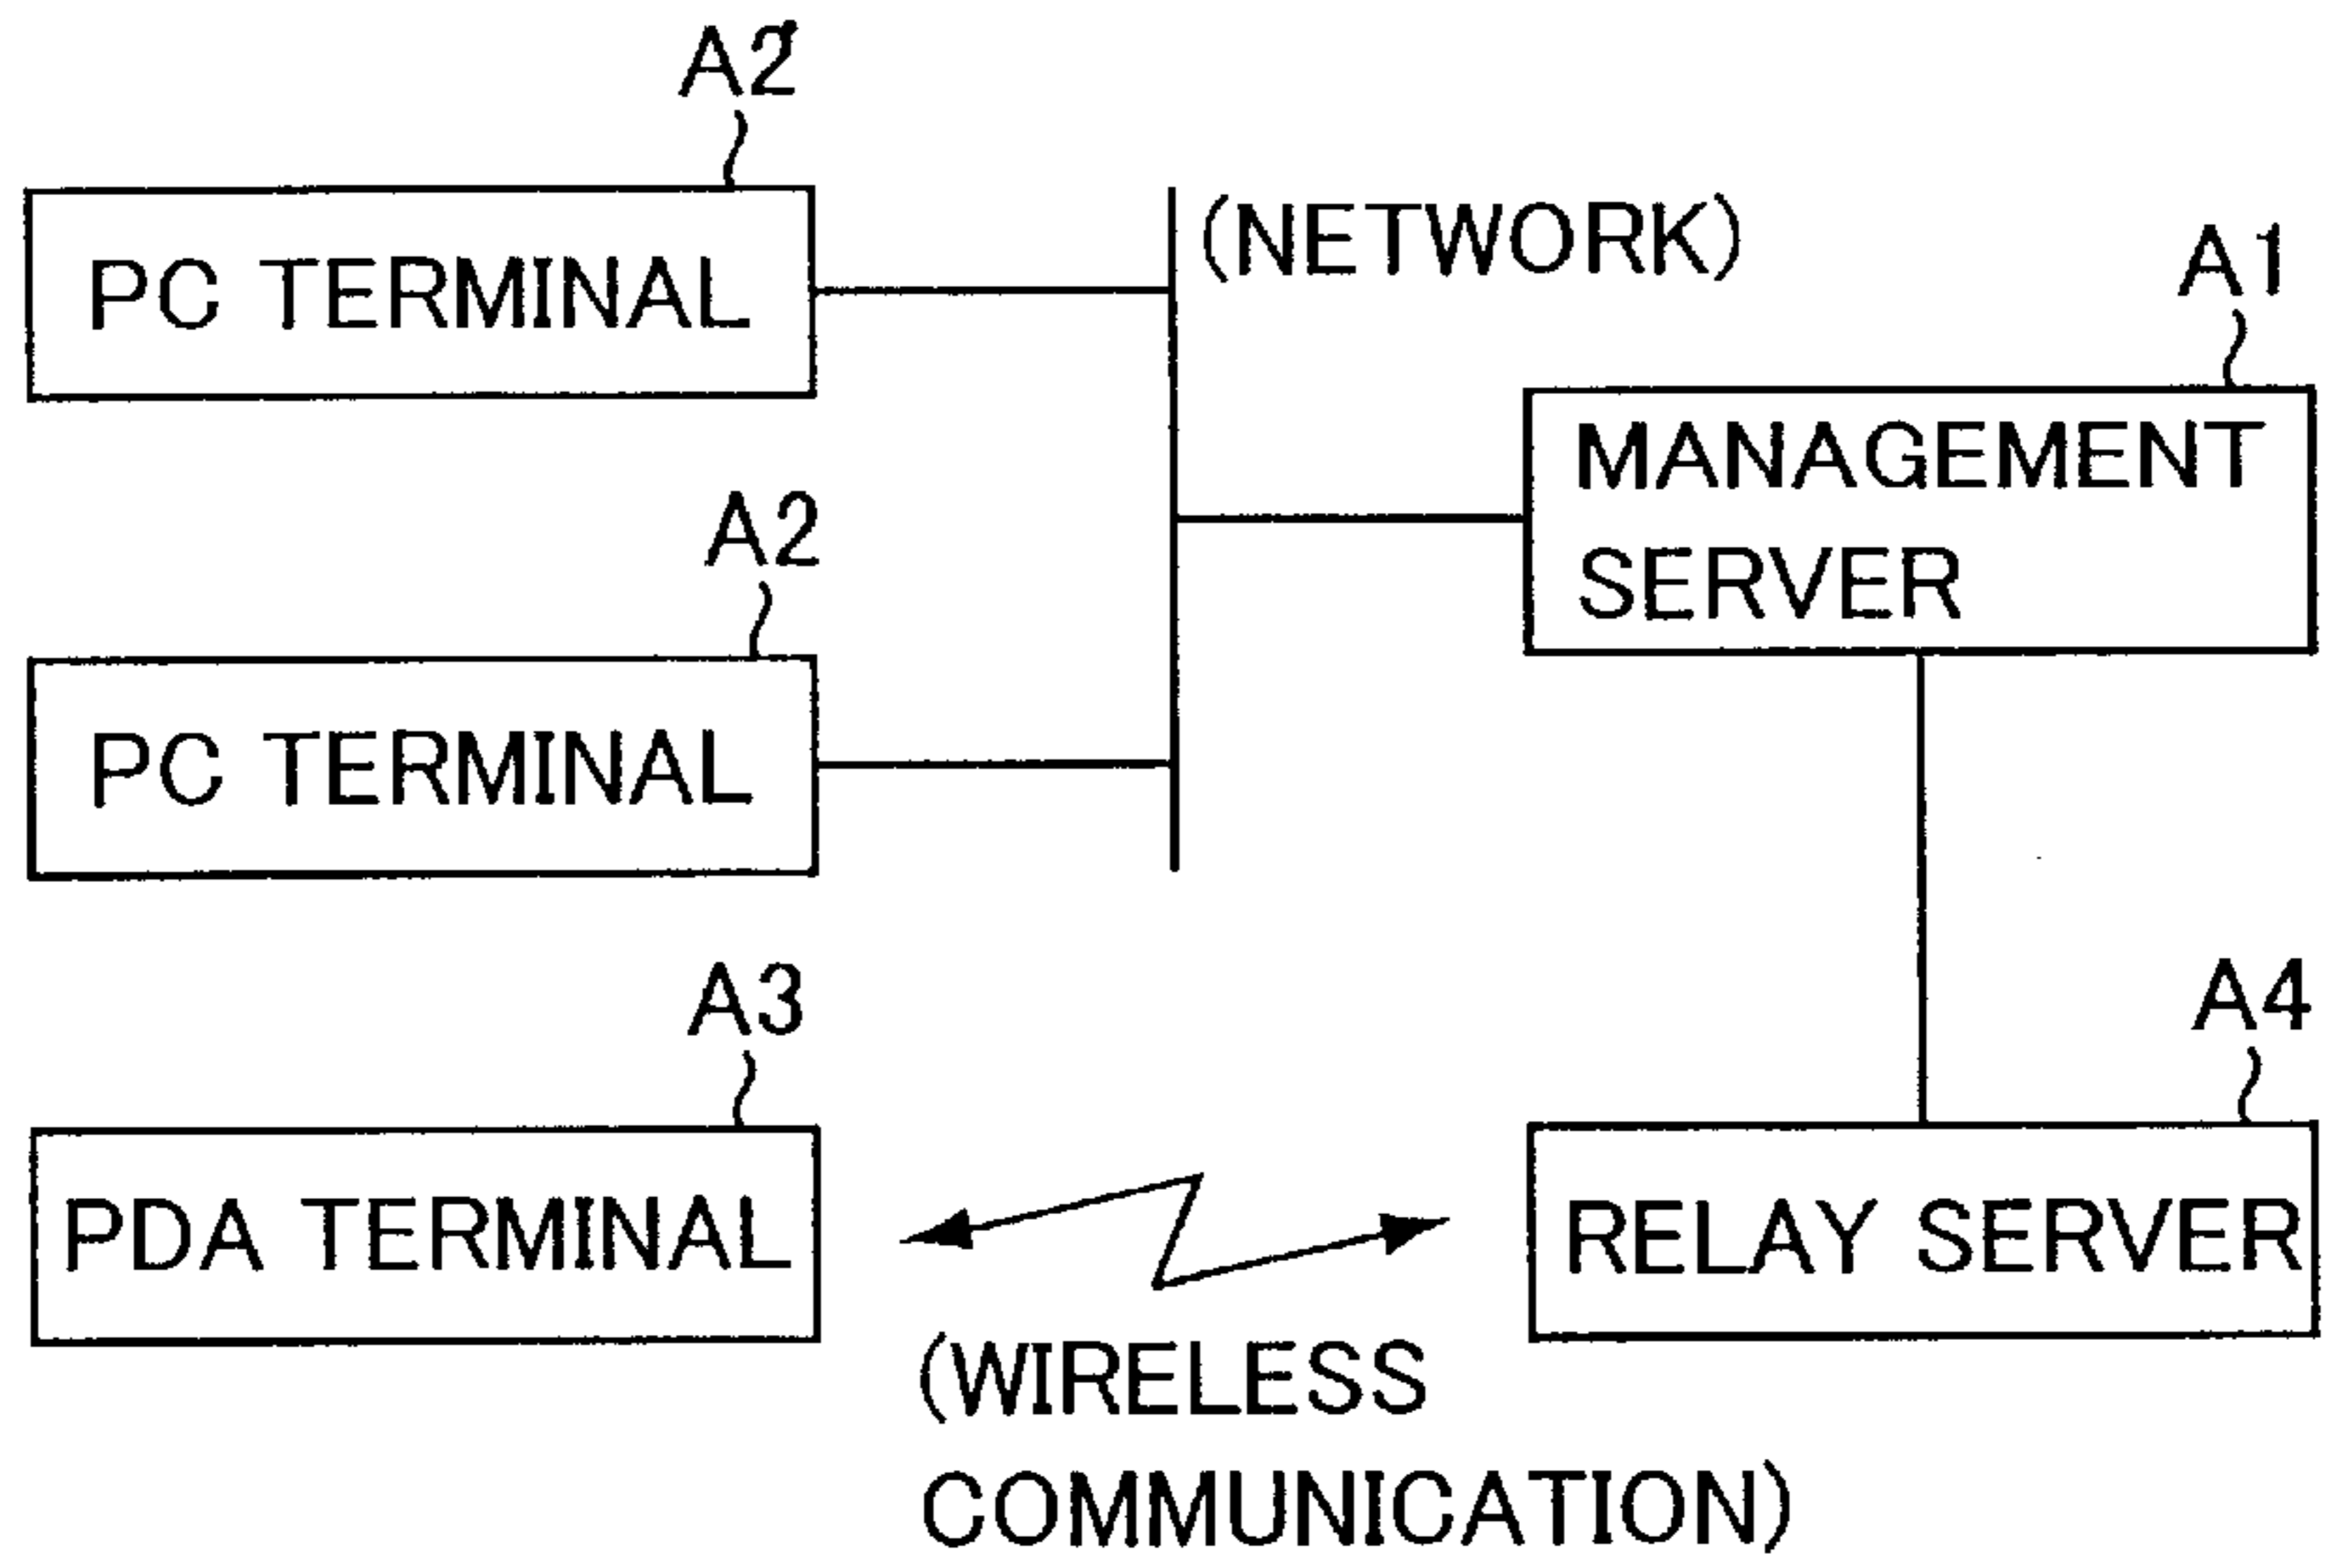 A2'
PC TERMINAL
(NETWORK)
A1
MANAGEMENT
SERVER
A2
PC TERMINAL
A3
PDA TERMINAL
A4
RELAY SERVER
(WIRELESS
COMMUNICATION)